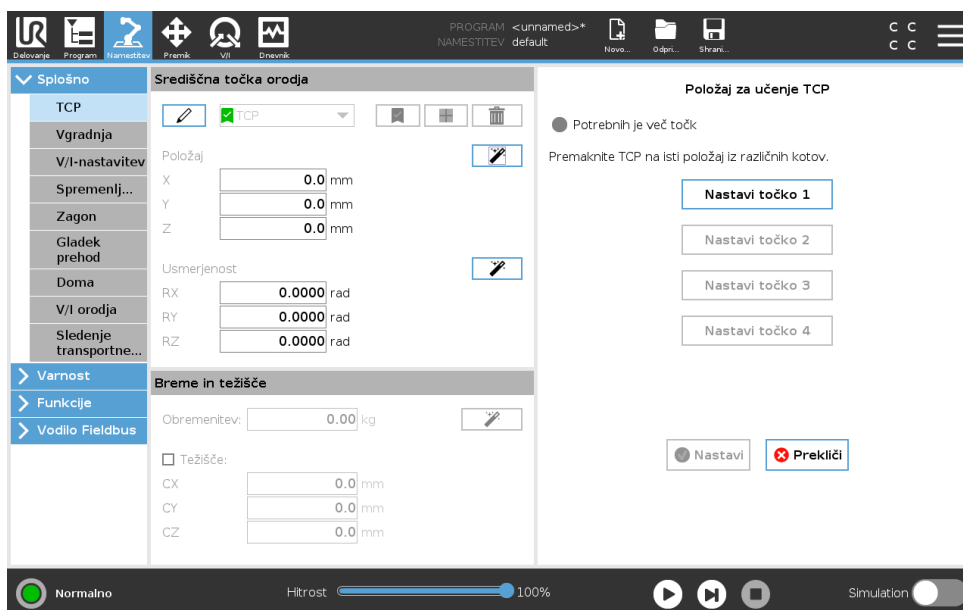 UR
Delovanje
Program
Namestitev
Premik
V/I
Dnevnik
PROGRAM <unnamed>*
NAMESTITEV default
Novo...
Odpri...
Shrani...
C C
C C
Splošno
TCP
Vgradnja
V/I-nastavitev
Spremenlj...
Zagon
Gladek
prehod
Doma
V/I orodja
Sledenje
transportne...
Varnost
Funkcije
Vodilo Fieldbus
Središčna točka orodja
TCP
Položaj
X 0.0 mm
Y 0.0 mm
Z 0.0 mm
Usmerjenost
RX 0.0000 rad
RY 0.0000 rad
RZ 0.0000 rad
Breme in težišče
Obremenitev: 0.00 kg
Težišče:
CX 0.0 mm
CY 0.0 mm
CZ 0.0 mm
Položaj za učenje TCP
Potrebnih je več točk
Premaknite TCP na isti položaj iz različnih kotov.
Nastavi točko 1
Nastavi točko 2
Nastavi točko 3
Nastavi točko 4
Nastavi
Prekliči
Normalno
Hitrost 100%
Simulation